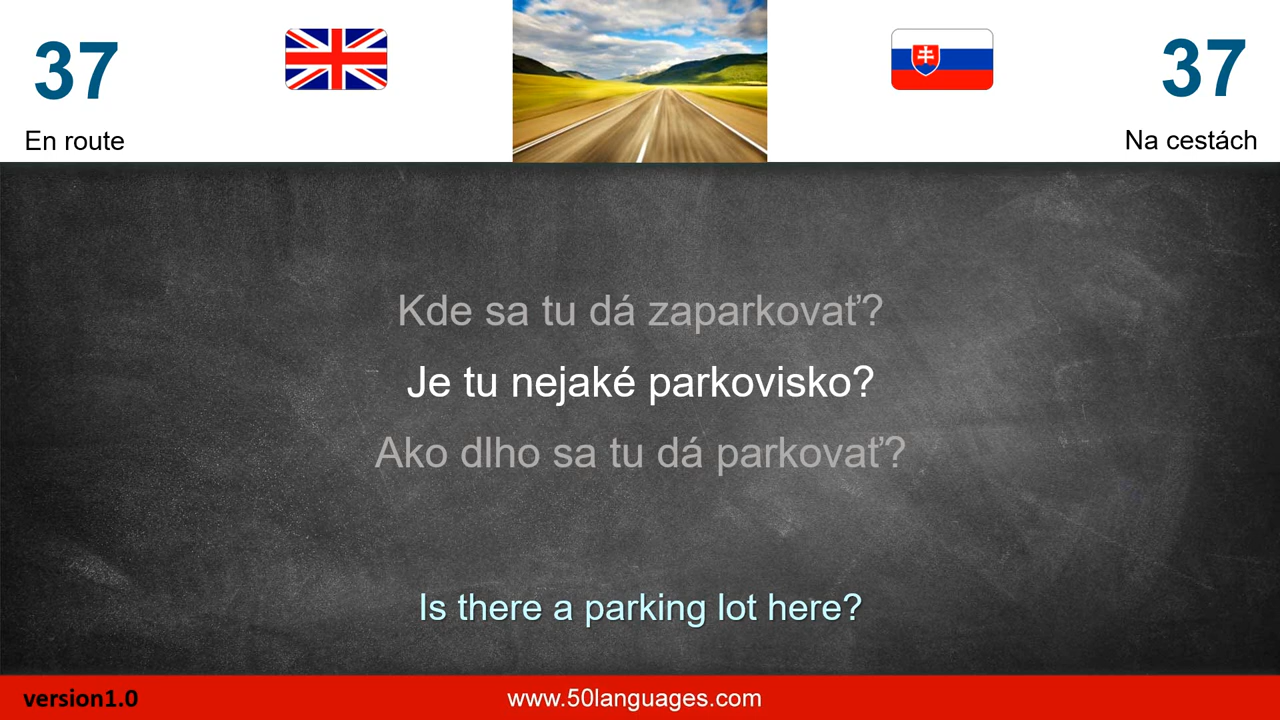 37
37
En route
Na cestách
Kde sa tu dá zaparkovať?
Je tu nejaké parkovisko?
Ako dlho sa tu dá parkovať?
Is there a parking lot here?
version1.0
www.50languages.com